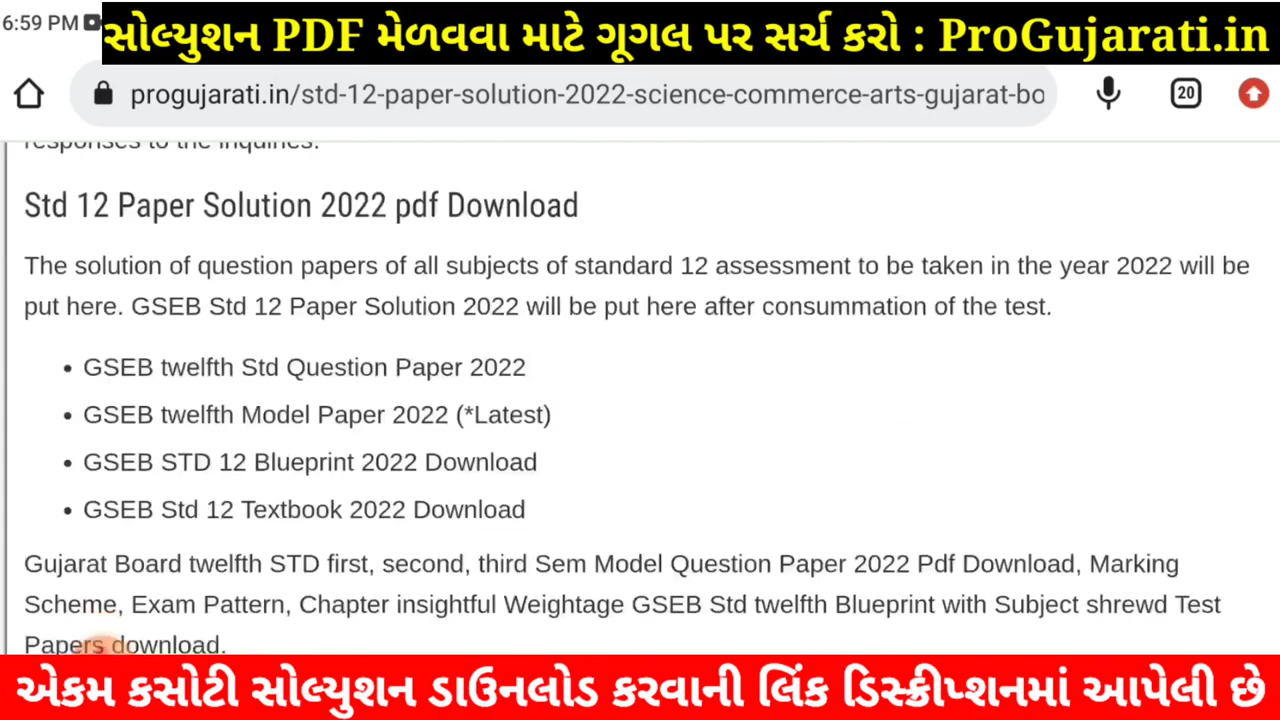 6:59 PM
સોલ્યુશન PDF મેળવવા માટે ગૂગલ પર સર્ચ કરો : ProGujarati.in
progujarati.in/std-12-paper-solution-2022-science-commerce-arts-gujarat-bo
20
responses to the inquiries.
Std 12 Paper Solution 2022 pdf Download
The solution of question papers of all subjects of standard 12 assessment to be taken in the year 2022 will be
put here. GSEB Std 12 Paper Solution 2022 will be put here after consummation of the test.
• GSEB twelfth Std Question Paper 2022
• GSEB twelfth Model Paper 2022 (*Latest)
• GSEB STD 12 Blueprint 2022 Download
• GSEB Std 12 Textbook 2022 Download
Gujarat Board twelfth STD first, second, third Sem Model Question Paper 2022 Pdf Download, Marking
Scheme, Exam Pattern, Chapter insightful Weightage GSEB Std twelfth Blueprint with Subject shrewd Test
Papers download.
એકમ કસોટી સોલ્યુશન ડાઉનલોડ કરવાની લિંક ડિસ્ક્રીપ્શનમાં આપેલી છે